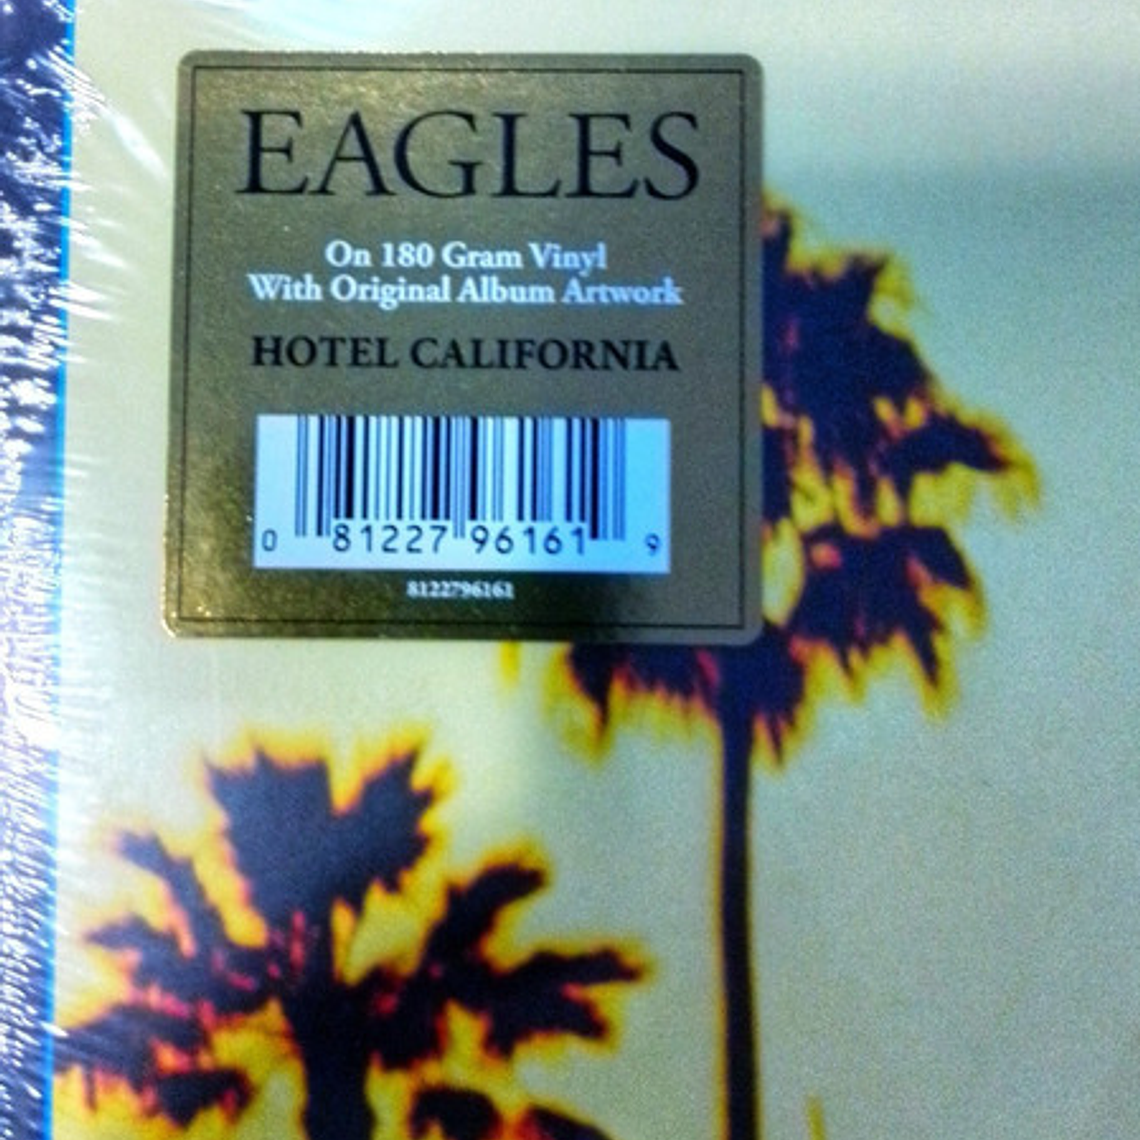 EAGLES
On 180 Gram Vinyl
With Original Album Artwork
HOTEL CALIFORNIA
0 81227 96161 9
8122796161